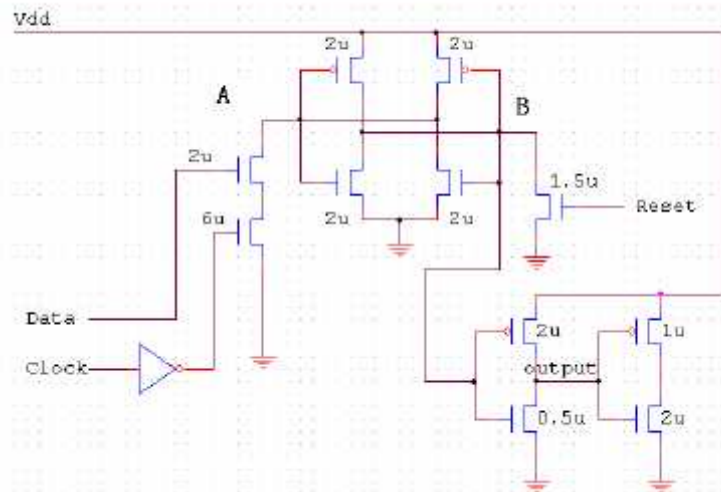 Vdd
2u 2u
A
B
2u
1.5u
Reset
6u
2u 2u
Data
2u 1u
Clock
output
0.5u 2u